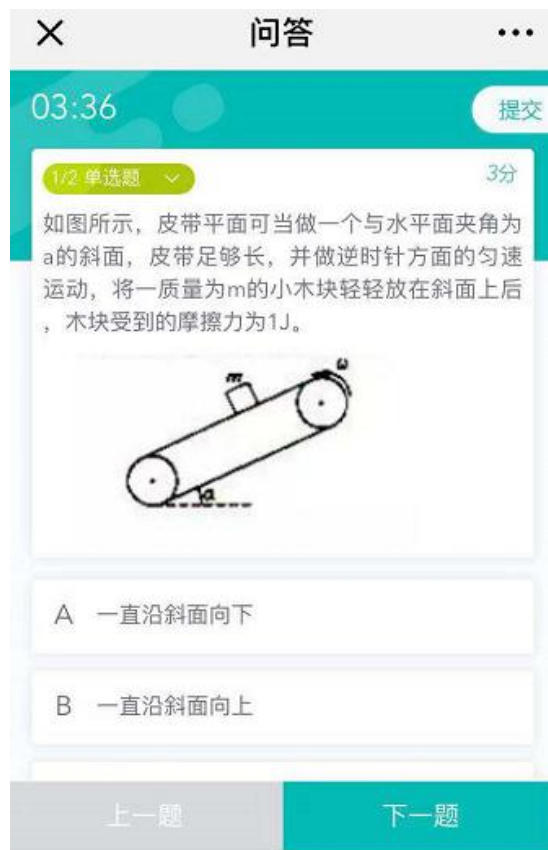 问答
03:36
提交
1/2 单选题
3分
如图所示，皮带平面可当做一个与水平面夹角为
a的斜面，皮带足够长，并做逆时针方面的匀速
运动，将一质量为m的小木块轻轻放在斜面上后
，木块受到的摩擦力为1J。
m
ω
a
A 一直沿斜面向下
B 一直沿斜面向上
上一题
下一题